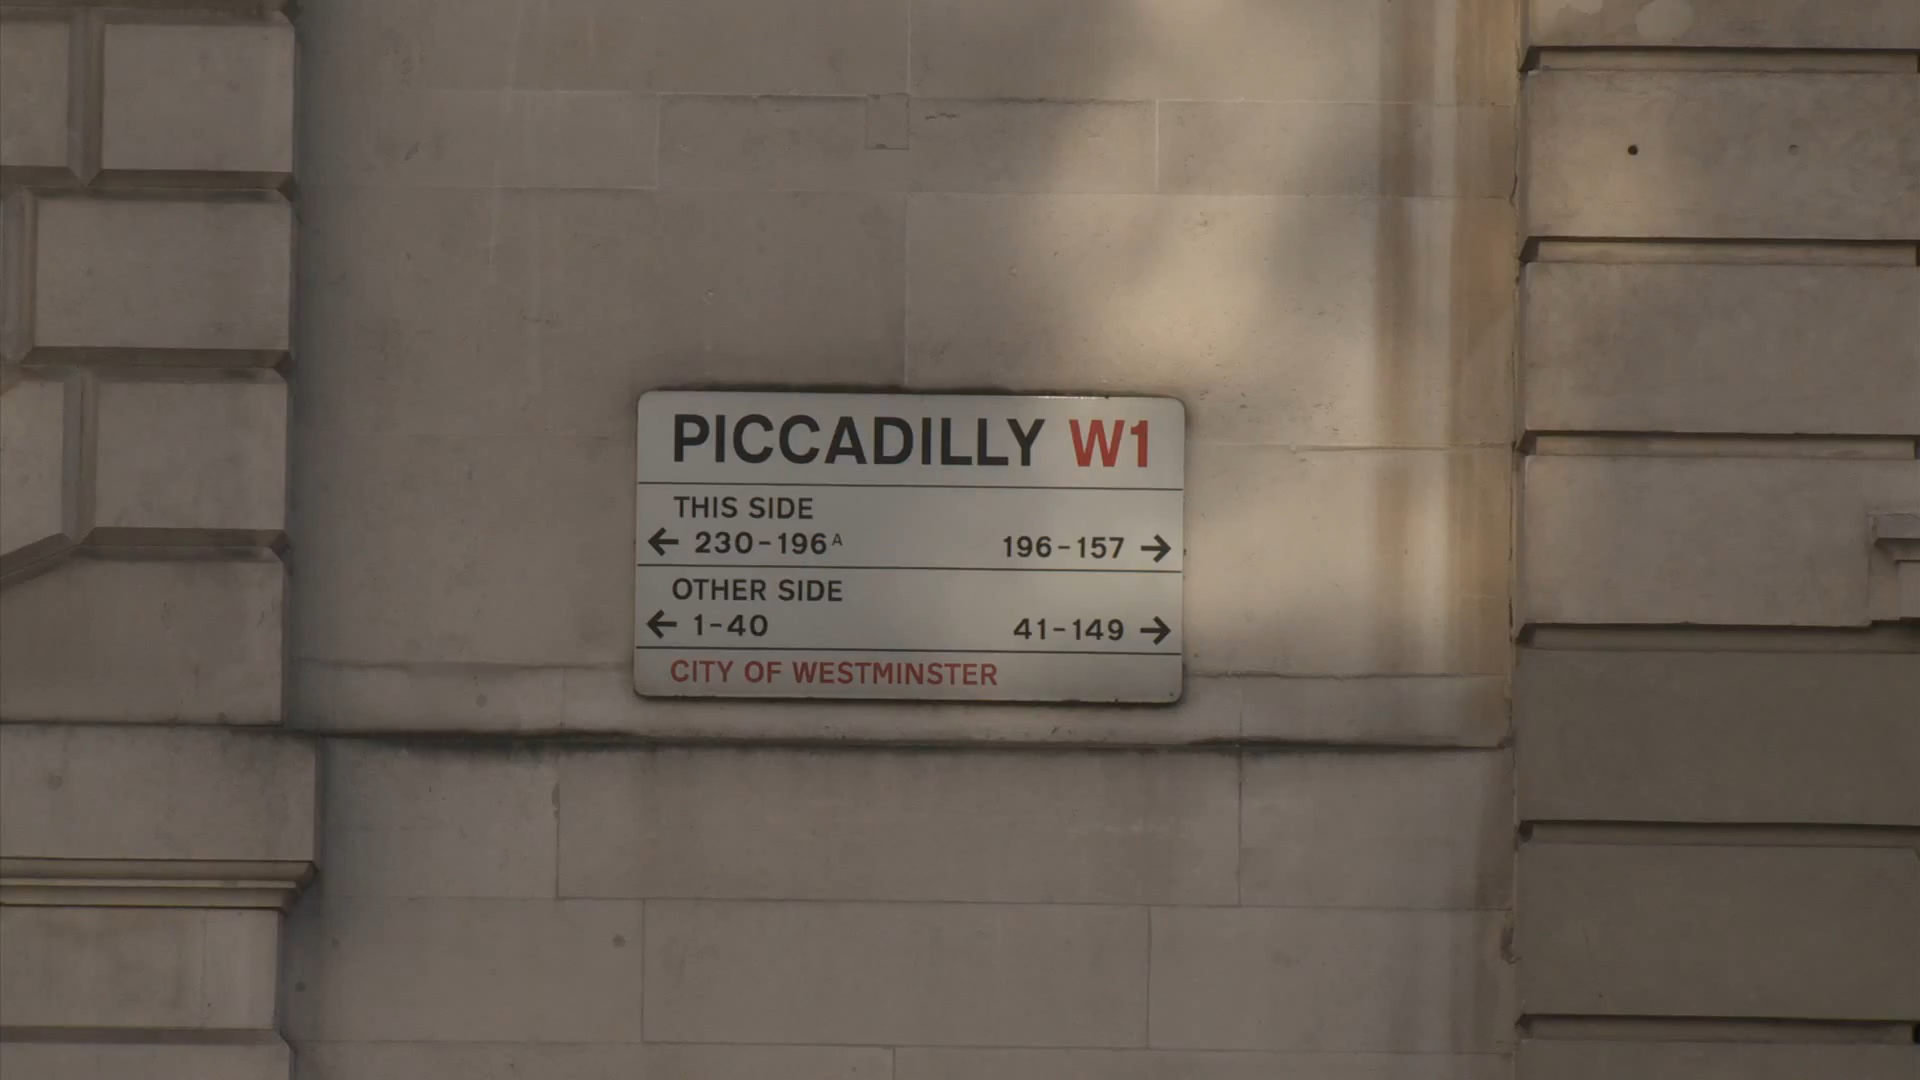 PICCADILLY W1
THIS SIDE
← 230-196A 196-157 →
OTHER SIDE
← 1-40 41-149 →
CITY OF WESTMINSTER